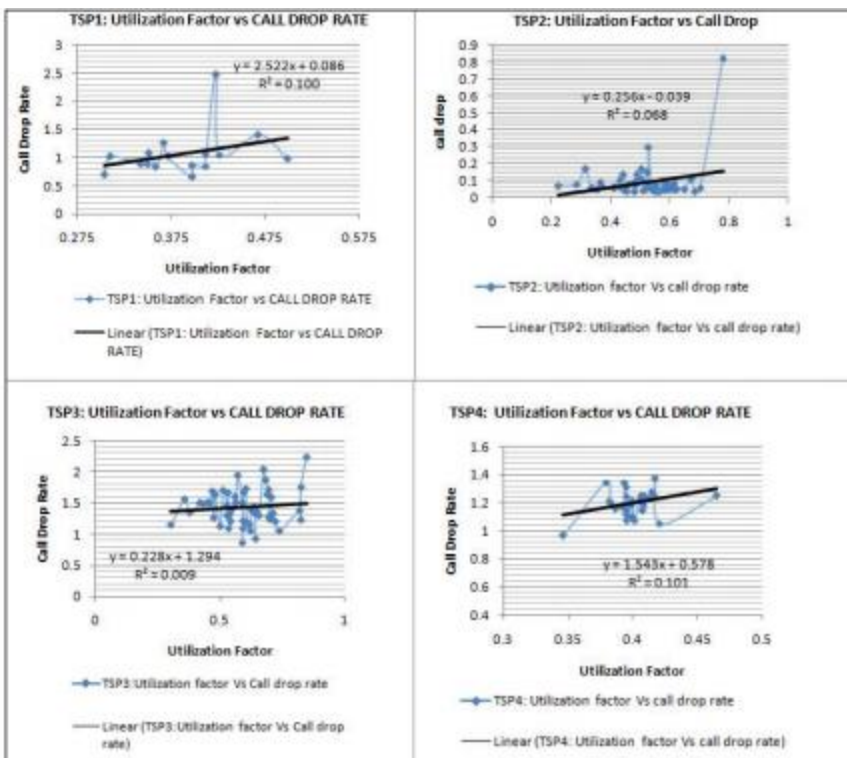 TSP1: Utilization Factor vs CALL DROP RATE
3
2.5
2
1.5
1
0.5
0
Call Drop Rate
y = 2.522x + 0.086
R² = 0.100
0.275
0.375
0.475
0.575
Utilization Factor
TSP1: Utilization Factor vs CALL DROP RATE
Linear (TSP1: Utilization Factor vs CALL DROP
RATE)
TSP2: Utilization Factor vs Call Drop
0.9
0.8
0.7
0.6
0.5
0.4
0.3
0.2
0.1
0
call drop
y = 0.256x - 0.039
R² = 0.068
0
0.2
0.4
0.6
0.8
1
Utilization Factor
TSP2: Utilization factor Vs call drop rate
Linear (TSP2: Utilization factor Vs call drop rate)
TSP3: Utilization Factor vs CALL DROP RATE
2.5
2
1.5
1
0.5
0
Call Drop Rate
y = 0.228x + 1.294
R² = 0.009
0
0.5
1
Utilization Factor
TSP3:Utilization factor Vs Call drop rate
Linear (TSP3:Utilization factor Vs Call drop
rate)
TSP4: Utilization Factor vs CALL DROP RATE
1.6
1.4
1.2
1
0.8
0.6
0.4
Call Drop Rate
y = 1.543x + 0.578
R² = 0.101
0.3
0.35
0.4
0.45
0.5
Utilization Factor
TSP4: Utilization factor Vs call drop rate
Linear (TSP4: Utilization factor Vs call drop rate)